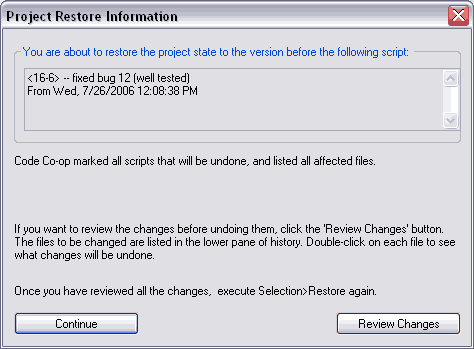 Project Restore Information
You are about to restore the project state to the version before the following script:
<16-6> -- fixed bug 12 (well tested)
From Wed, 7/26/2006 12:08:38 PM
Code Co-op marked all scripts that will be undone, and listed all affected files.
If you want to review the changes before undoing them, click the 'Review Changes' button.
The files to be changed are listed in the lower pane of history. Double-click on each file to see
what changes will be undone.
Once you have reviewed all the changes,  execute Selection>Restore again.
Continue
Review Changes